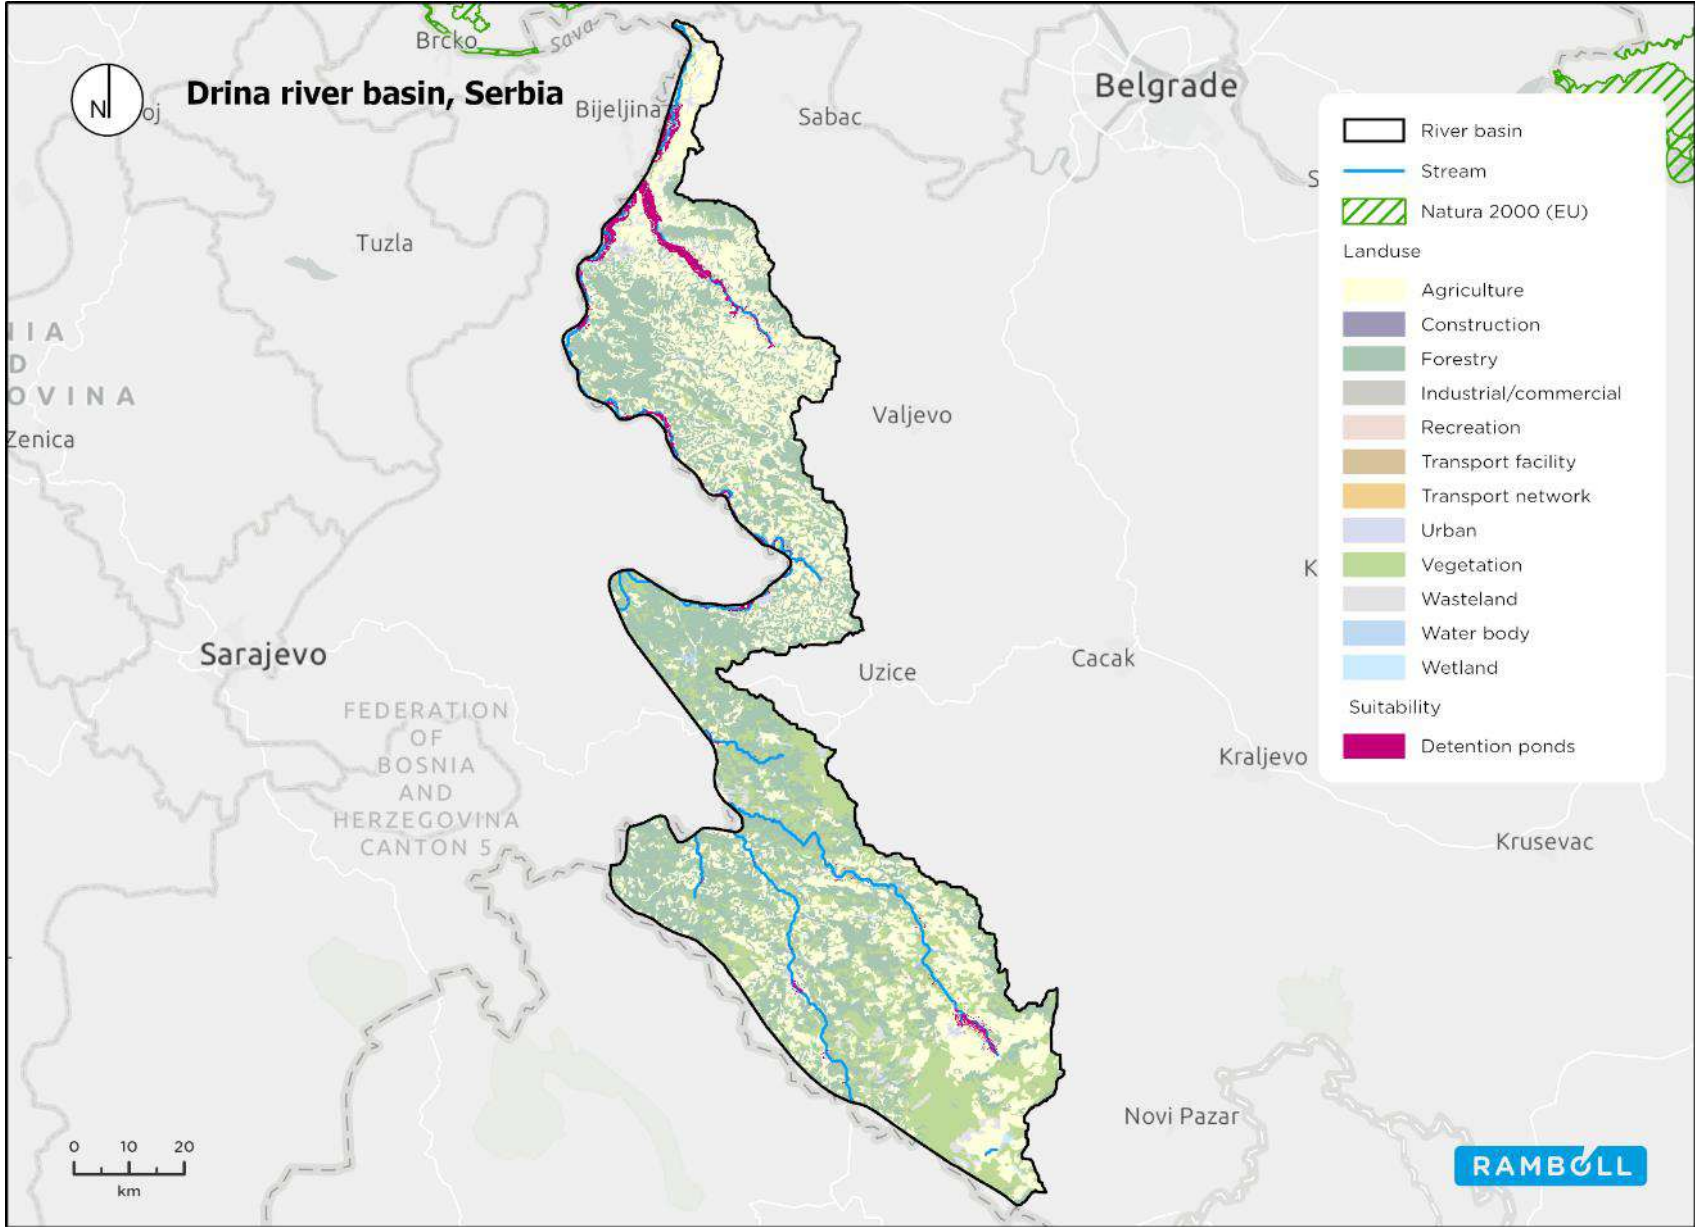 Brcko
Sava
Belgrade
N
oj
Drina river basin, Serbia
Bijeljina
Sabac
River basin
Stream
S
Natura 2000 (EU)
Tuzla
Landuse
Agriculture
Construction
NIA
D
OVINA
Forestry
Industrial/commercial
Valjevo
Recreation
Zenica
Transport facility
Transport network
Urban
K
Vegetation
Wasteland
Water body
Sarajevo
Uzice
Cacak
Wetland
Suitability
FEDERATION
OF
BOSNIA
AND
HERZEGOVINA
CANTON 5
Detention ponds
Kraljevo
Krusevac
Novi Pazar
0 10 20
km
RAMBOLL